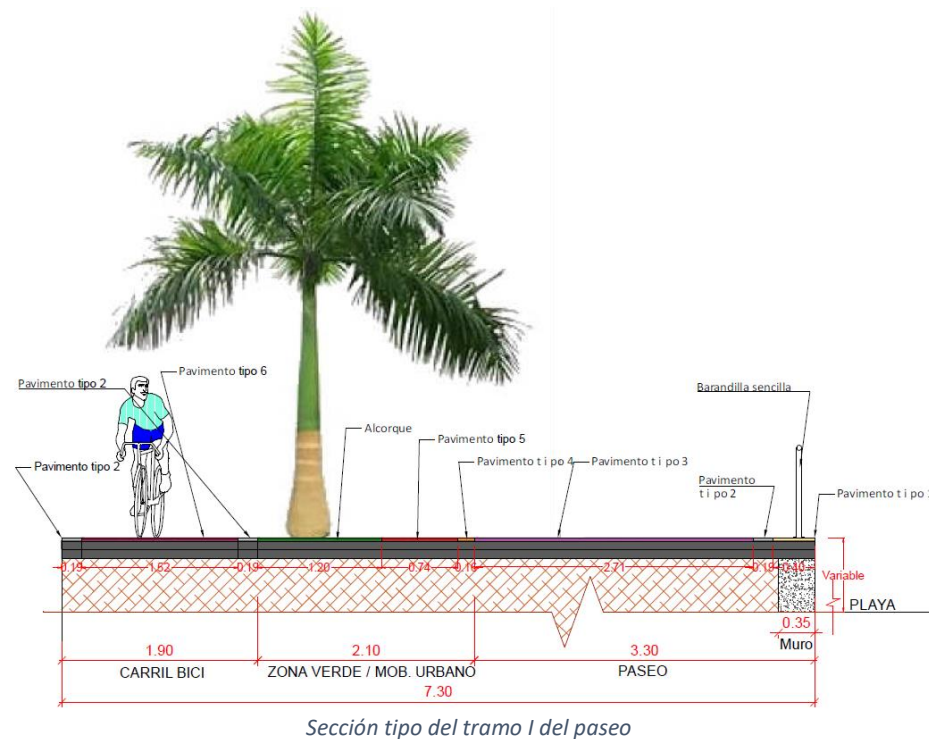 Pavimento tipo 2
Pavimento tipo 6
Barandilla sencilla
Alcorque
Pavimento tipo 5
Pavimento tipo 2
Pavimento t i po 4
Pavimento t i po 3
Pavimento
t i po 2
Pavimento t i po
0.19
1.52
0.19
1.20
0.74
0.16
2.71
0.19
0.40
Variable
PLAYA
0.35
Muro
1.90
2.10
3.30
CARRIL BICI
ZONA VERDE / MOB. URBANO
PASEO
7.30
Sección tipo del tramo I del paseo